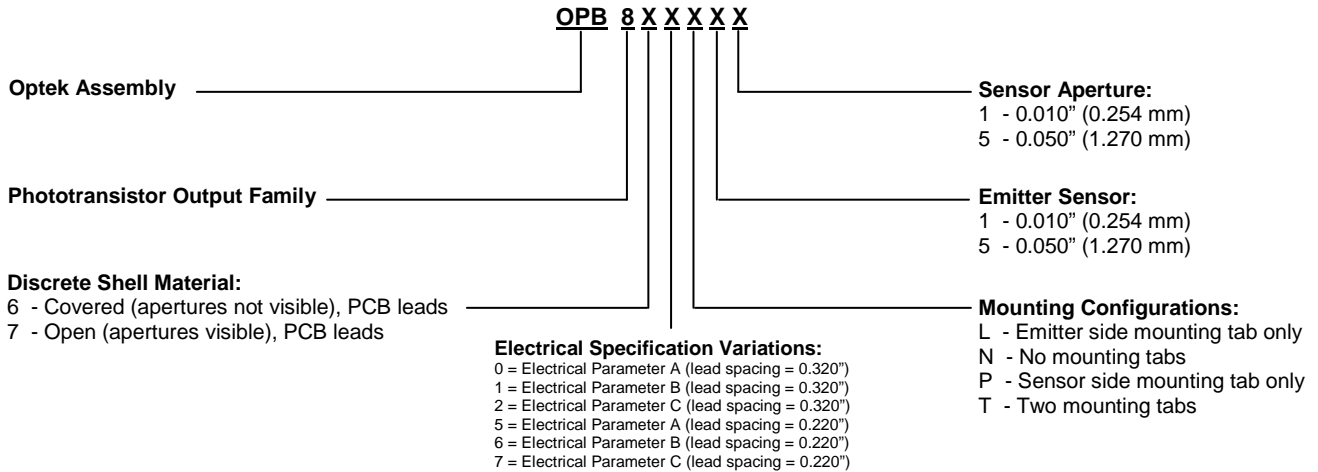 OPB 8 X X X X X
Optek Assembly
Phototransistor Output Family
Discrete Shell Material:
6 - Covered (apertures not visible), PCB leads
7 - Open (apertures visible), PCB leads
Electrical Specification Variations:
0 = Electrical Parameter A (lead spacing = 0.320”)
1 = Electrical Parameter B (lead spacing = 0.320”)
2 = Electrical Parameter C (lead spacing = 0.320”)
5 = Electrical Parameter A (lead spacing = 0.220”)
6 = Electrical Parameter B (lead spacing = 0.220”)
7 = Electrical Parameter C (lead spacing = 0.220”)
Sensor Aperture:
1 - 0.010” (0.254 mm)
5 - 0.050” (1.270 mm)
Emitter Sensor:
1 - 0.010” (0.254 mm)
5 - 0.050” (1.270 mm)
Mounting Configurations:
L - Emitter side mounting tab only
N - No mounting tabs
P - Sensor side mounting tab only
T - Two mounting tabs